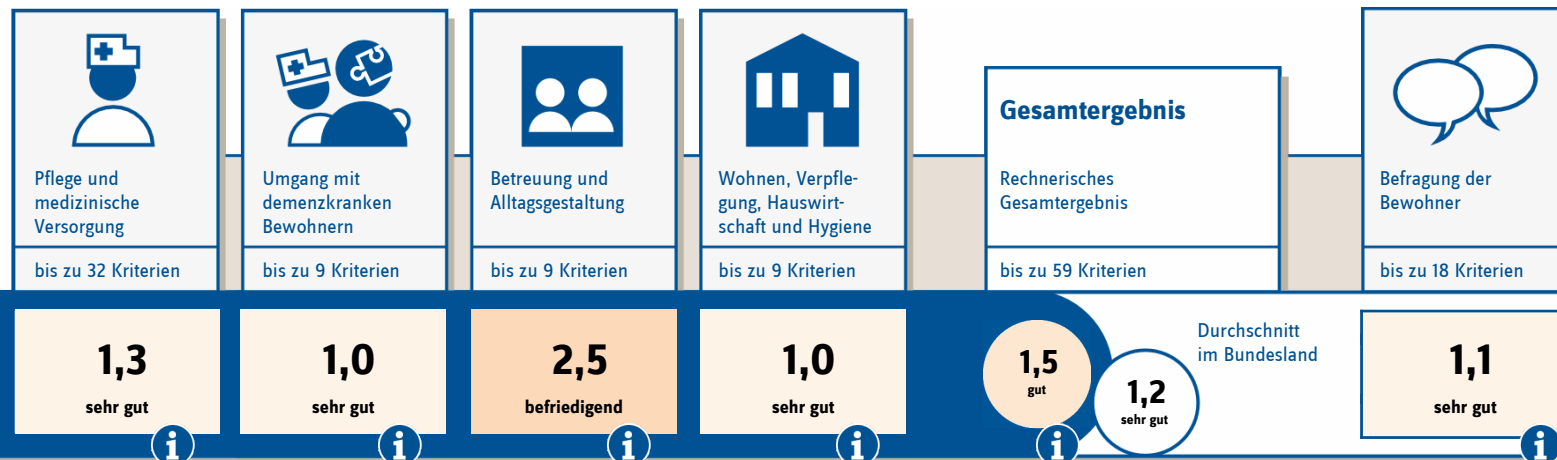 Pflege und
medizinische
Versorgung
bis zu 32 Kriterien
1,3
sehr gut
i
Umgang mit
demenzkranken
Bewohnern
bis zu 9 Kriterien
1,0
sehr gut
i
Betreuung und
Alltagsgestaltung
bis zu 9 Kriterien
2,5
befriedigend
i
Wohnen, Verpfle-
gung, Hauswirt-
schaft und Hygiene
bis zu 9 Kriterien
1,0
sehr gut
i
Gesamtergebnis
Rechnerisches
Gesamtergebnis
bis zu 59 Kriterien
1,5
gut
i
Durchschnitt
im Bundesland
1,2
sehr gut
Befragung der
Bewohner
bis zu 18 Kriterien
1,1
sehr gut
i